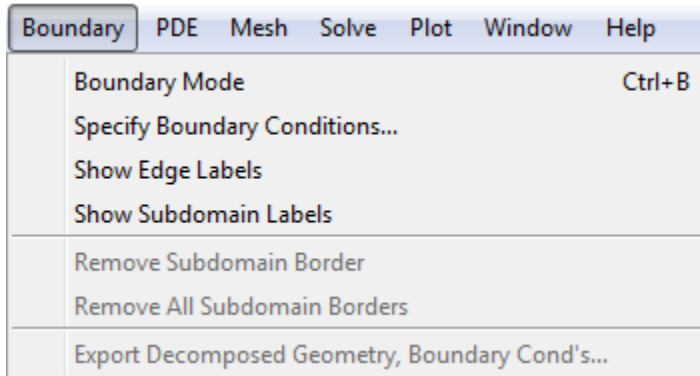 Boundary PDE Mesh Solve Plot Window Help
Boundary Mode Ctrl+B
Specify Boundary Conditions...
Show Edge Labels
Show Subdomain Labels
Remove Subdomain Border
Remove All Subdomain Borders
Export Decomposed Geometry, Boundary Cond's...